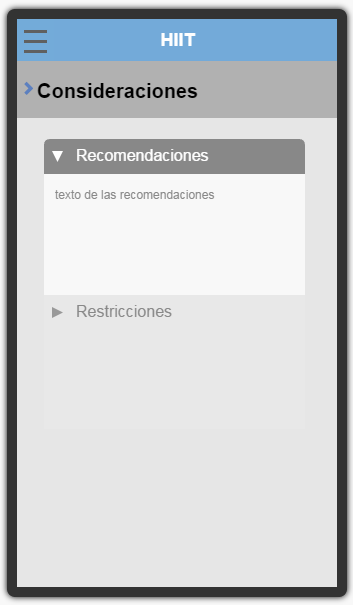 HIIT
Consideraciones
Recomendaciones
texto de las recomendaciones
Restricciones